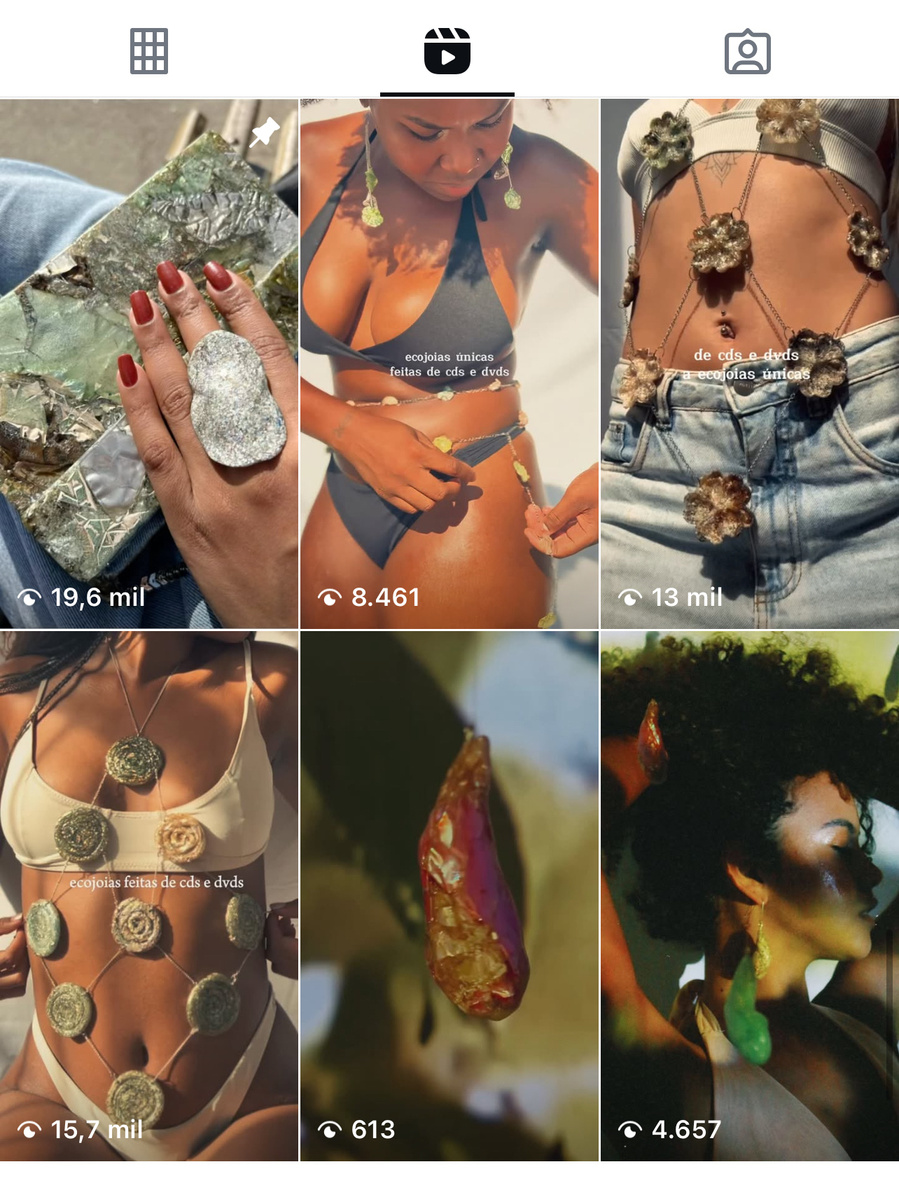 19,6 mil
ecojoias únicas
feitas de cds e dvds
8.461
de cds e dvds
a ecojoias únicas
13 mil
ecojoias feitas de cds e dvds
15,7 mil
613
4.657